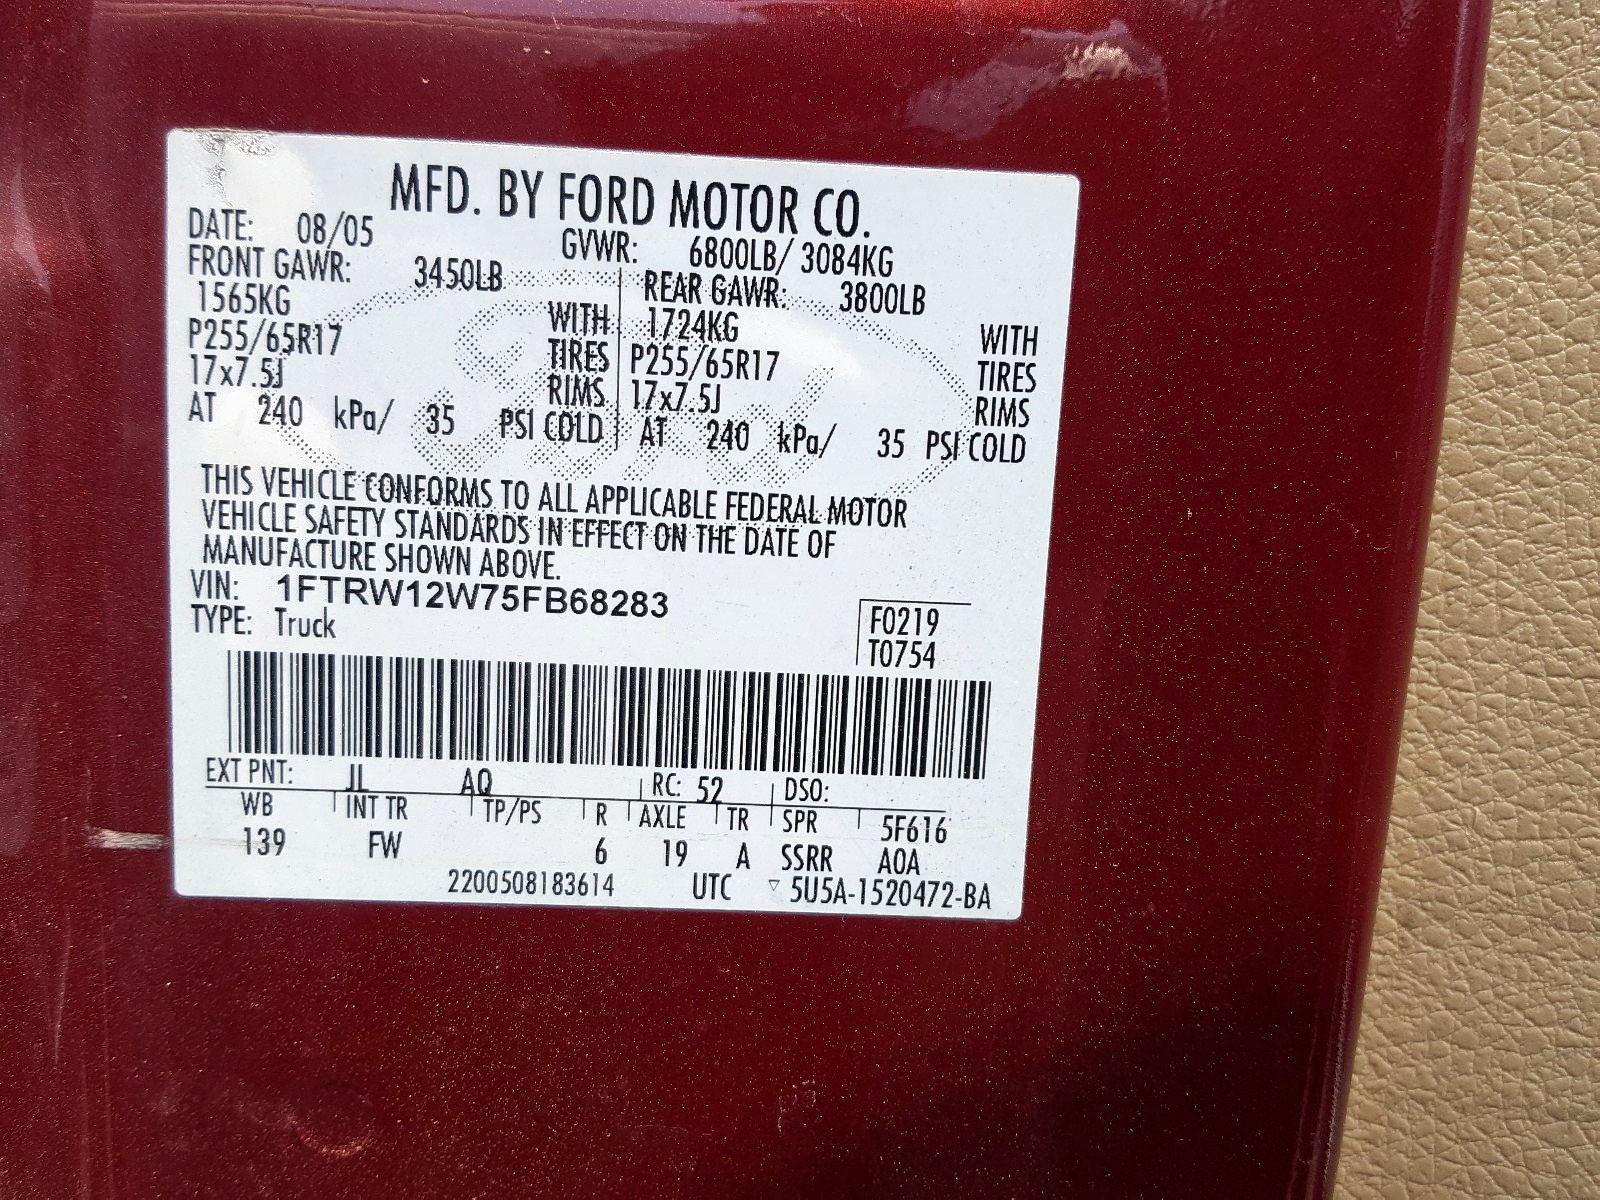 MFD. BY FORD MOTOR CO.
DATE: 08/05 GVWR: 6800LB/ 3084KG
FRONT GAWR: 3450LB REAR GAWR: 3800LB
1565KG WITH 1724KG WITH
P255/65R17 TIRES P255/65R17 TIRES
17x7.5J RIMS 17x7.5J RIMS
AT 240 kPa/ 35 PSI COLD AT 240 kPa/ 35 PSI COLD
THIS VEHICLE CONFORMS TO ALL APPLICABLE FEDERAL MOTOR
VEHICLE SAFETY STANDARDS IN EFFECT ON THE DATE OF
MANUFACTURE SHOWN ABOVE.
VIN: 1FTRW12W75FB68283
F0219
TYPE: Truck
T0754
EXT PNT: JL AQ RC: 52 DSO:
WB INT TR TP/PS R AXLE TR SPR 5F616
139 FW 6 19 A SSRR A0A
2200508183614 UTC ▽ 5U5A-1520472-BA